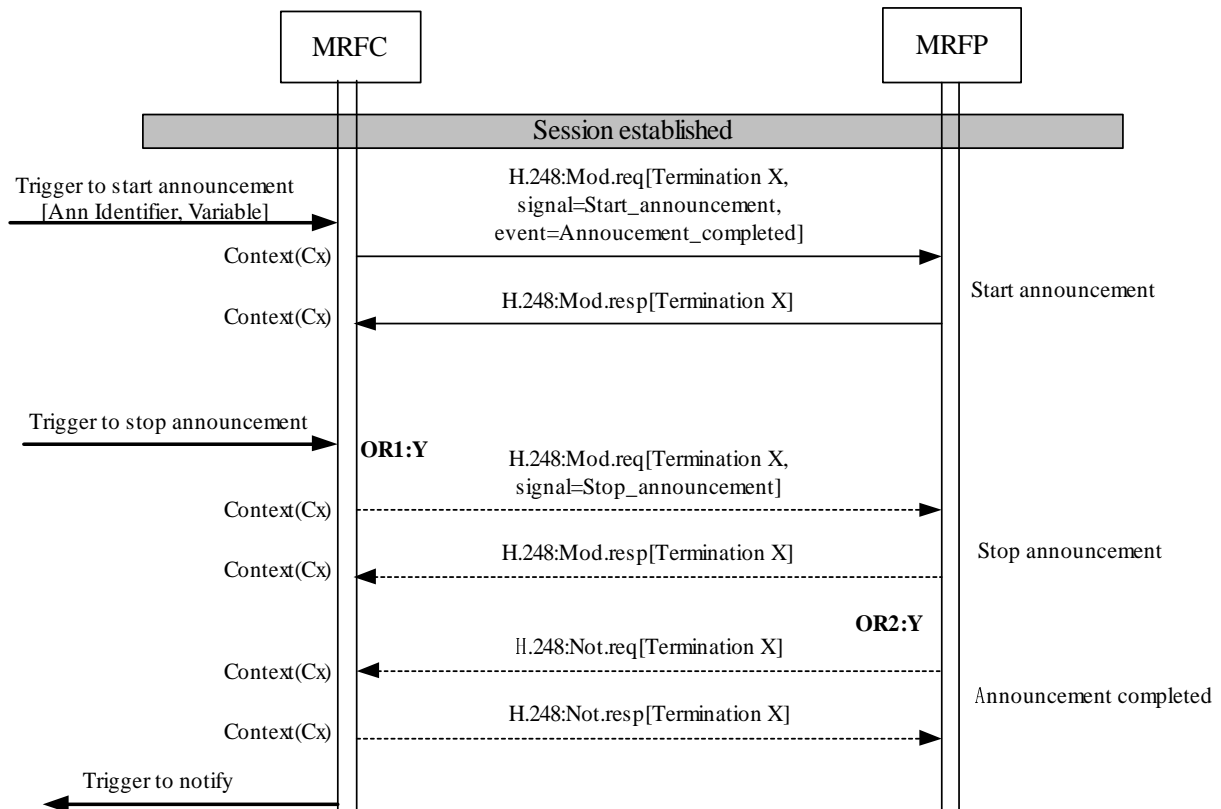 MRFC
MRFP
Session established
Trigger to start announcement
[Ann Identifier, Variable]
H.248:Mod.req[Termination X,
signal=Start_announcement,
event=Annoucement_completed]
Context(Cx)
Start announcement
H.248:Mod.resp[Termination X]
Context(Cx)
Trigger to stop announcement
OR1:Y
H.248:Mod.req[Termination X,
signal=Stop_announcement]
Context(Cx)
Stop announcement
H.248:Mod.resp[Termination X]
Context(Cx)
OR2:Y
H.248:Not.req[Termination X]
Context(Cx)
Announcement completed
H.248:Not.resp[Termination X]
Context(Cx)
Trigger to notify